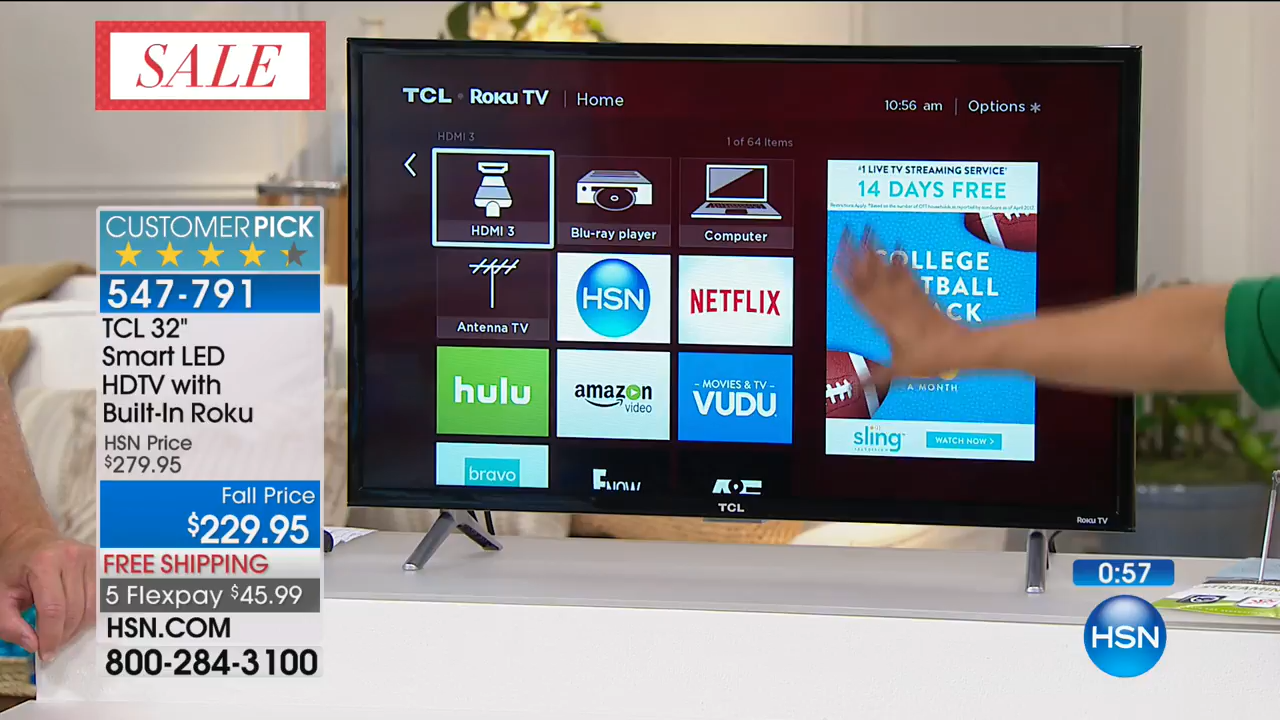 SALE
CUSTOMER PICK
547-791
TCL 32"
Smart LED
HDTV with
Built-In Roku
HSN Price
$279.95
Fall Price
$229.95
FREE SHIPPING
5 Flexpay $45.99
HSN.COM
800-284-3100
TCL • Roku TV | Home
10:56 am | Options *
HDMI 3
1 of 64 Items
HDMI 3
Blu-ray player
Computer
Antenna TV
HSN
NETFLIX
hulu
amazon
video
– MOVIES & TV –
VUDU
bravo
#1 LIVE TV STREAMING SERVICE*
14 DAYS FREE
COLLEGE
TBALL
CK
A MONTH
sling
WATCH NOW >
TCL
Roku TV
0:57
HSN